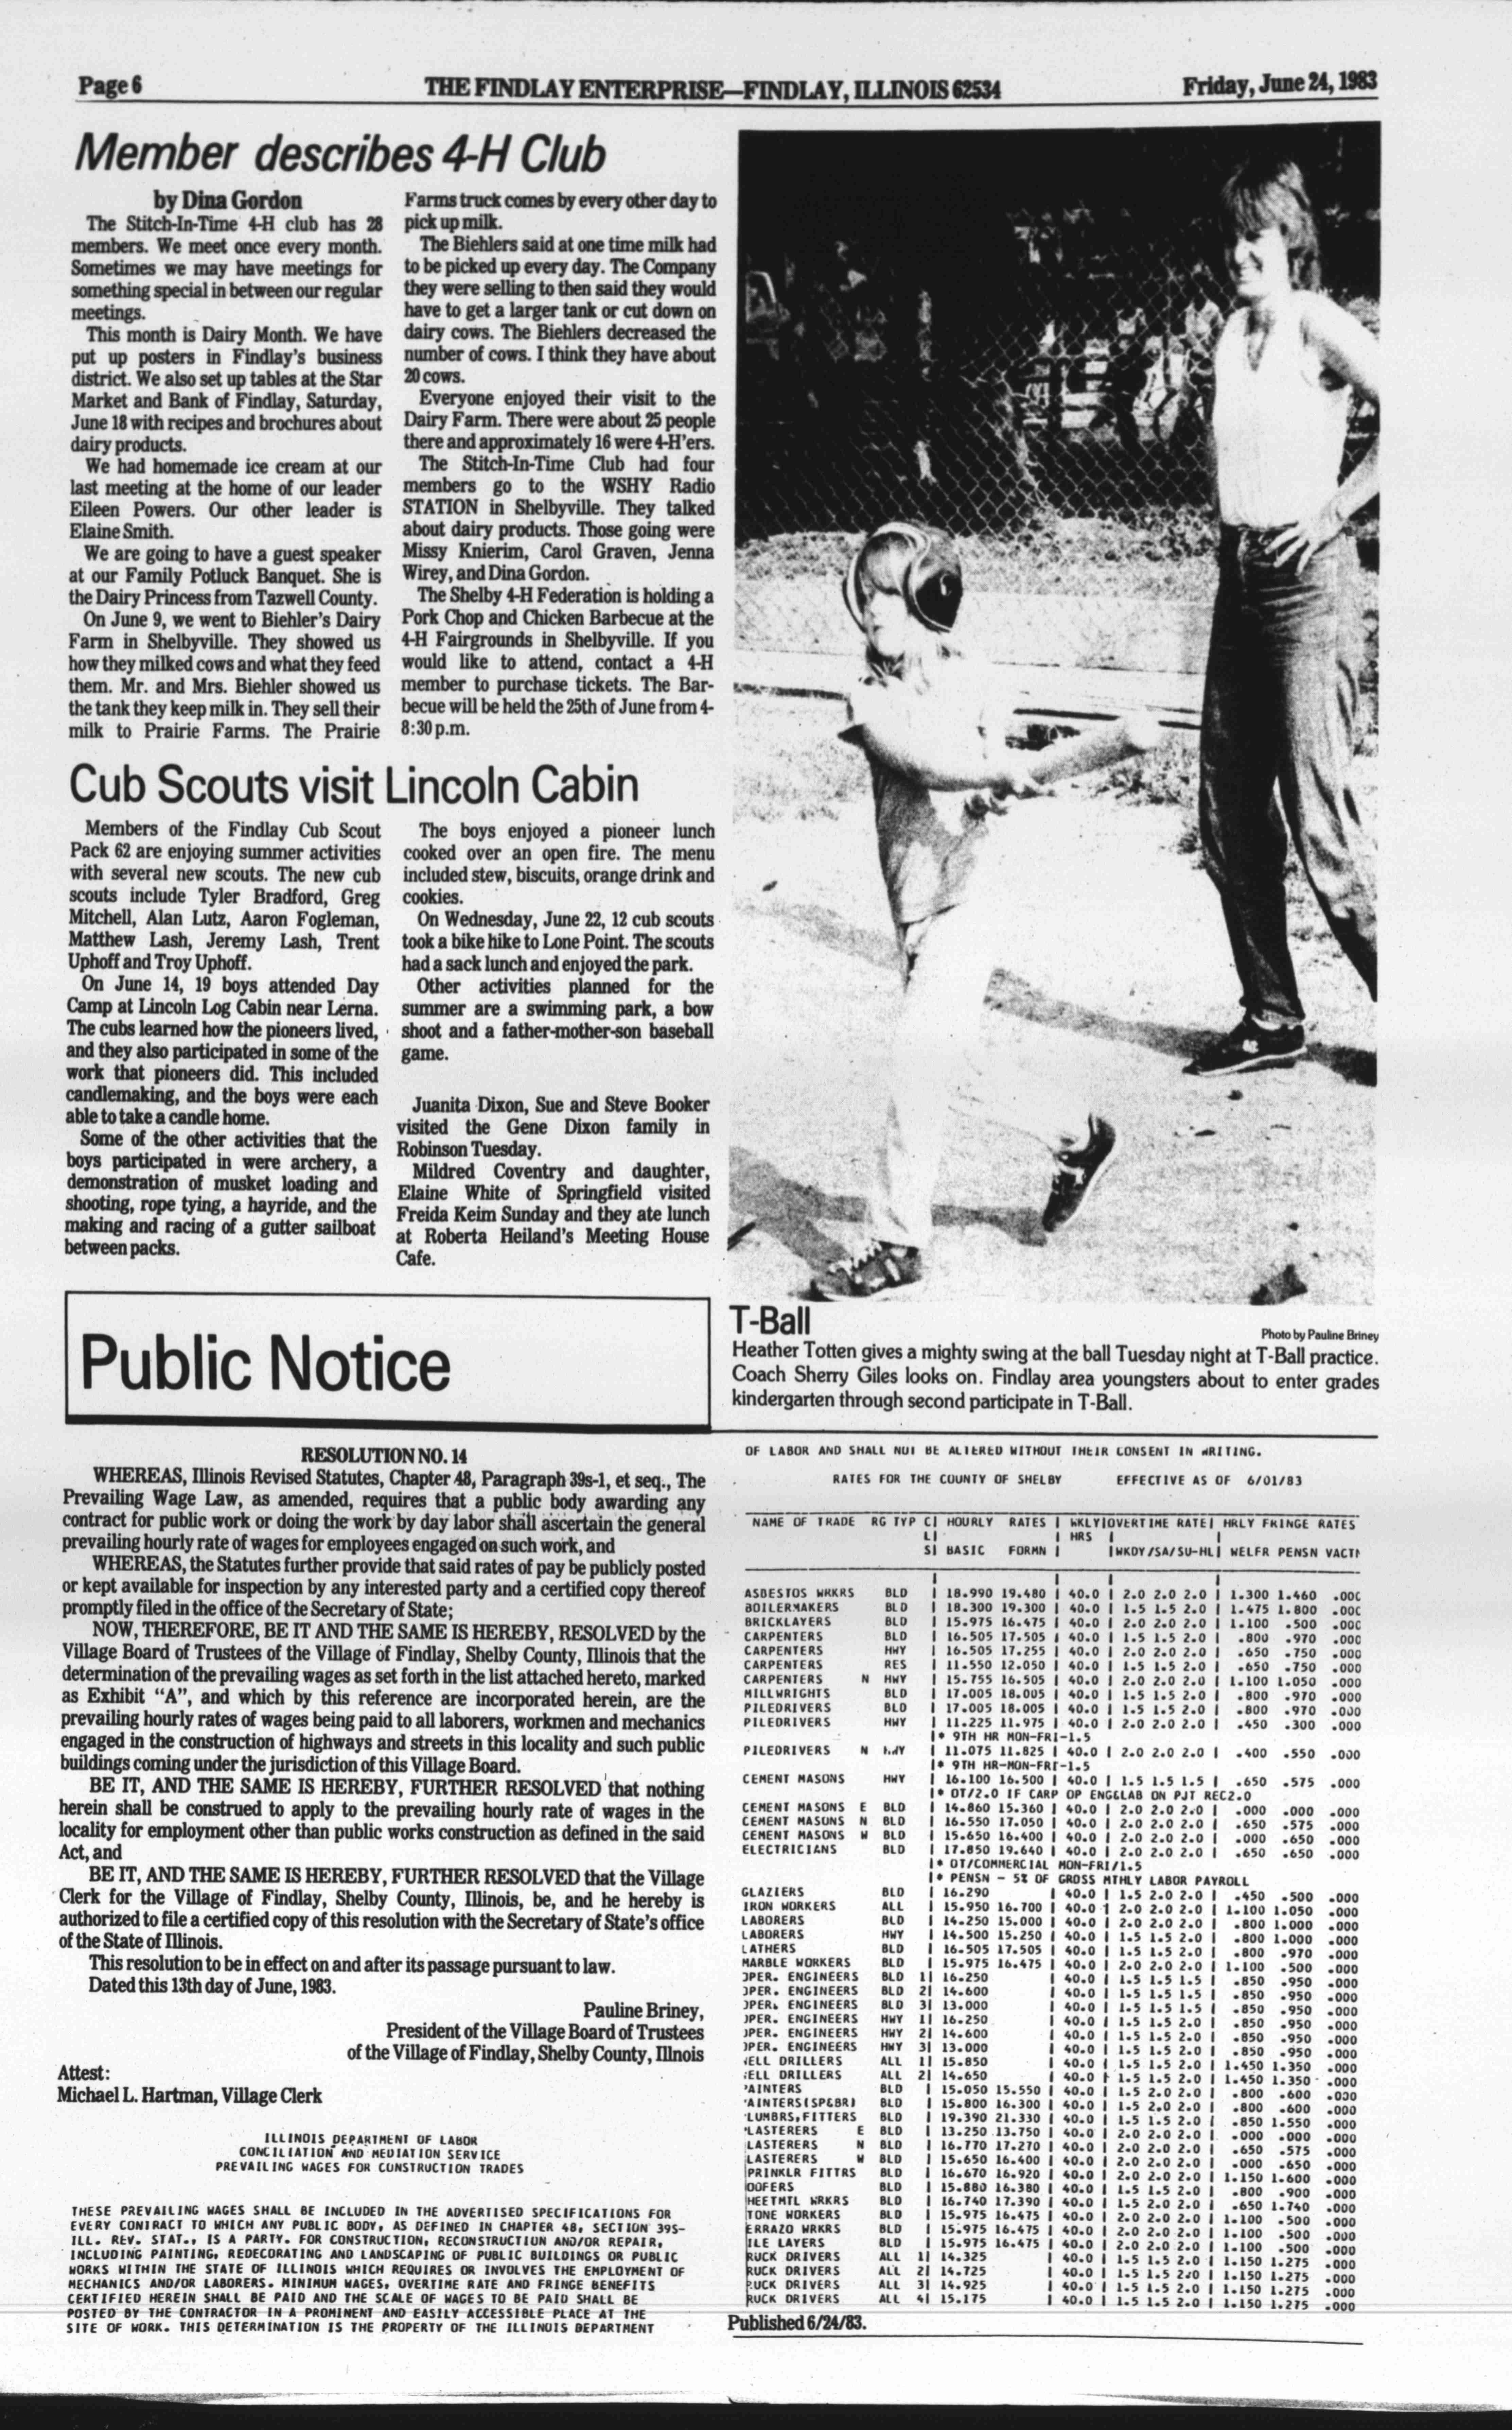 Page 6
THE FINDLAY ENTERPRISE—FINDLAY, ILLINOIS 62534
Friday, June 24, 1983
Member describes 4-H Club
by Dina Gordon
The Stitch-In-Time 4-H club has 28
members. We meet once every month.
Sometimes we may have meetings for
something special in between our regular
meetings.
This month is Dairy Month. We have
put up posters in Findlay's business
district. We also set up tables at the Star
Market and Bank of Findlay, Saturday,
June 18 with recipes and brochures about
dairy products.
We had homemade ice cream at our
last meeting at the home of our leader
Eileen Powers. Our other leader is
Elaine Smith.
We are going to have a guest speaker
at our Family Potluck Banquet. She is
the Dairy Princess from Tazwell County.
On June 9, we went to Biehler's Dairy
Farm in Shelbyville. They showed us
how they milked cows and what they feed
them. Mr. and Mrs. Biehler showed us
the tank they keep milk in. They sell their
milk to Prairie Farms. The Prairie
Farms truck comes by every other day to
pick up milk.
The Biehlers said at one time milk had
to be picked up every day. The Company
they were selling to then said they would
have to get a larger tank or cut down on
dairy cows. The Biehlers decreased the
number of cows. I think they have about
20 cows.
Everyone enjoyed their visit to the
Dairy Farm. There were about 25 people
there and approximately 16 were 4-H'ers.
The Stitch-In-Time Club had four
members go to the WSHY Radio
STATION in Shelbyville. They talked
about dairy products. Those going were
Missy Knierim, Carol Graven, Jenna
Wirey, and Dina Gordon.
The Shelby 4-H Federation is holding a
Pork Chop and Chicken Barbecue at the
4-H Fairgrounds in Shelbyville. If you
would like to attend, contact a 4-H
member to purchase tickets. The Bar-
becue will be held the 25th of June from 4-
8:30 p.m.
Cub Scouts visit Lincoln Cabin
Members of the Findlay Cub Scout
Pack 62 are enjoying summer activities
with several new scouts. The new cub
scouts include Tyler Bradford, Greg
Mitchell, Alan Lutz, Aaron Fogleman,
Matthew Lash, Jeremy Lash, Trent
Uphoff and Troy Uphoff.
On June 14, 19 boys attended Day
Camp at Lincoln Log Cabin near Lerna.
The cubs learned how the pioneers lived,
and they also participated in some of the
work that pioneers did. This included
candlemaking, and the boys were each
able to take a candle home.
Some of the other activities that the
boys participated in were archery, a
demonstration of musket loading and
shooting, rope tying, a hayride, and the
making and racing of a gutter sailboat
between packs.
The boys enjoyed a pioneer lunch
cooked over an open fire. The menu
included stew, biscuits, orange drink and
cookies.
On Wednesday, June 22, 12 cub scouts
took a bike hike to Lone Point. The scouts
had a sack lunch and enjoyed the park.
Other activities planned for the
summer are a swimming park, a bow
shoot and a father-mother-son baseball
game.
Juanita Dixon, Sue and Steve Booker
visited the Gene Dixon family in
Robinson Tuesday.
Mildred Coventry and daughter,
Elaine White of Springfield visited
Freida Keim Sunday and they ate lunch
at Roberta Heiland's Meeting House
Cafe.
T-Ball
Photo by Pauline Briney
Heather Totten gives a mighty swing at the ball Tuesday night at T-Ball practice.
Coach Sherry Giles looks on. Findlay area youngsters about to enter grades
kindergarten through second participate in T-Ball.
Public Notice
RESOLUTION NO. 14
WHEREAS, Illinois Revised Statutes, Chapter 48, Paragraph 39s-1, et seq., The
Prevailing Wage Law, as amended, requires that a public body awarding any
contract for public work or doing the work by day labor shall ascertain the general
prevailing hourly rate of wages for employees engaged on such work, and
WHEREAS, the Statutes further provide that said rates of pay be publicly posted
or kept available for inspection by any interested party and a certified copy thereof
promptly filed in the office of the Secretary of State;
NOW, THEREFORE, BE IT AND THE SAME IS HEREBY, RESOLVED by the
Village Board of Trustees of the Village of Findlay, Shelby County, Illinois that the
determination of the prevailing wages as set forth in the list attached hereto, marked
as Exhibit "A", and which by this reference are incorporated herein, are the
prevailing hourly rates of wages being paid to all laborers, workmen and mechanics
engaged in the construction of highways and streets in this locality and such public
buildings coming under the jurisdiction of this Village Board.
BE IT, AND THE SAME IS HEREBY, FURTHER RESOLVED that nothing
herein shall be construed to apply to the prevailing hourly rate of wages in the
locality for employment other than public works construction as defined in the said
Act, and
BE IT, AND THE SAME IS HEREBY, FURTHER RESOLVED that the Village
Clerk for the Village of Findlay, Shelby County, Illinois, be, and he hereby is
authorized to file a certified copy of this resolution with the Secretary of State's office
of the State of Illinois.
This resolution to be in effect on and after its passage pursuant to law.
Dated this 13th day of June, 1983.
Pauline Briney,
President of the Village Board of Trustees
of the Village of Findlay, Shelby County, Illnois
Attest:
Michael L. Hartman, Village Clerk
ILLINOIS DEPARTMENT OF LABOR
CONCILIATION AND MEDIATION SERVICE
PREVAILING WAGES FOR CONSTRUCTION TRADES
THESE PREVAILING WAGES SHALL BE INCLUDED IN THE ADVERTISED SPECIFICATIONS FOR
EVERY CONTRACT TO WHICH ANY PUBLIC BODY, AS DEFINED IN CHAPTER 48, SECTION 39S-
ILL. REV. STAT., IS A PARTY. FOR CONSTRUCTION, RECONSTRUCTION AND/OR REPAIR,
INCLUDING PAINTING, REDECORATING AND LANDSCAPING OF PUBLIC BUILDINGS OR PUBLIC
WORKS WITHIN THE STATE OF ILLINOIS WHICH REQUIRES OR INVOLVES THE EMPLOYMENT OF
MECHANICS AND/OR LABORERS. MINIMUM WAGES, OVERTIME RATE AND FRINGE BENEFITS
CERTIFIED HEREIN SHALL BE PAID AND THE SCALE OF WAGES TO BE PAID SHALL BE
POSTED BY THE CONTRACTOR IN A PROMINENT AND EASILY ACCESSIBLE PLACE AT THE
SITE OF WORK. THIS DETERMINATION IS THE PROPERTY OF THE ILLINOIS DEPARTMENT
OF LABOR AND SHALL NOT BE ALTERED WITHOUT THEIR CONSENT IN WRITING.
RATES FOR THE COUNTY OF SHELBY EFFECTIVE AS OF 6/01/83
NAME OF TRADE RG TYP C| HOURLY RATES | WKLY|OVERTIME RATE| HRLY FRINGE RATES
L| | HRS | |
S| BASIC FORMN | |WKDY/SA/SU-HL| WELFR PENSN VACTN
ASBESTOS WRKRS BLD | 18.990 19.480 | 40.0 | 2.0 2.0 2.0 | 1.300 1.460 .000
BOILERMAKERS BLD | 18.300 19.300 | 40.0 | 1.5 1.5 2.0 | 1.475 1.800 .000
BRICKLAYERS BLD | 15.975 16.475 | 40.0 | 2.0 2.0 2.0 | 1.100 .500 .000
CARPENTERS BLD | 16.505 17.505 | 40.0 | 1.5 1.5 2.0 | .800 .970 .000
CARPENTERS HWY | 16.505 17.255 | 40.0 | 2.0 2.0 2.0 | .650 .750 .000
CARPENTERS RES | 11.550 12.050 | 40.0 | 1.5 1.5 2.0 | .650 .750 .000
CARPENTERS N HWY | 15.755 16.505 | 40.0 | 2.0 2.0 2.0 | 1.100 1.050 .000
MILLWRIGHTS BLD | 17.005 18.005 | 40.0 | 1.5 1.5 2.0 | .800 .970 .000
PILEDRIVERS BLD | 17.005 18.005 | 40.0 | 1.5 1.5 2.0 | .800 .970 .000
PILEDRIVERS HWY | 11.225 11.975 | 40.0 | 2.0 2.0 2.0 | .450 .300 .000
|* 9TH HR MON-FRI-1.5
PILEDRIVERS N HWY | 11.075 11.825 | 40.0 | 2.0 2.0 2.0 | .400 .550 .000
|* 9TH HR-MON-FRI-1.5
CEMENT MASONS HWY | 16.100 16.500 | 40.0 | 1.5 1.5 1.5 | .650 .575 .000
|* OT/2.0 IF CARP OP ENG&LAB ON PJT REC2.0
CEMENT MASONS E BLD | 14.860 15.360 | 40.0 | 2.0 2.0 2.0 | .000 .000 .000
CEMENT MASONS N BLD | 16.550 17.050 | 40.0 | 2.0 2.0 2.0 | .650 .575 .000
CEMENT MASONS W BLD | 15.650 16.400 | 40.0 | 2.0 2.0 2.0 | .000 .650 .000
ELECTRICIANS BLD | 17.850 19.640 | 40.0 | 2.0 2.0 2.0 | .650 .650 .000
|* OT/COMMERCIAL MON-FRI/1.5
|* PENSN - 5% OF GROSS MTHLY LABOR PAYROLL
GLAZIERS BLD | 16.290 | 40.0 | 1.5 2.0 2.0 | .450 .500 .000
IRON WORKERS ALL | 15.950 16.700 | 40.0 | 2.0 2.0 2.0 | 1.100 1.050 .000
LABORERS BLD | 14.250 15.000 | 40.0 | 2.0 2.0 2.0 | .800 1.000 .000
LABORERS HWY | 14.500 15.250 | 40.0 | 1.5 1.5 2.0 | .800 1.000 .000
LATHERS BLD | 16.505 17.505 | 40.0 | 1.5 1.5 2.0 | .800 .970 .000
MARBLE WORKERS BLD | 15.975 16.475 | 40.0 | 2.0 2.0 2.0 | 1.100 .500 .000
OPER. ENGINEERS BLD 1| 16.250 | 40.0 | 1.5 1.5 1.5 | .850 .950 .000
OPER. ENGINEERS BLD 2| 14.600 | 40.0 | 1.5 1.5 1.5 | .850 .950 .000
OPER. ENGINEERS BLD 3| 13.000 | 40.0 | 1.5 1.5 1.5 | .850 .950 .000
OPER. ENGINEERS HWY 1| 16.250 | 40.0 | 1.5 1.5 2.0 | .850 .950 .000
OPER. ENGINEERS HWY 2| 14.600 | 40.0 | 1.5 1.5 2.0 | .850 .950 .000
OPER. ENGINEERS HWY 3| 13.000 | 40.0 | 1.5 1.5 2.0 | .850 .950 .000
ELL DRILLERS ALL 1| 15.850 | 40.0 | 1.5 1.5 2.0 | 1.450 1.350 .000
ELL DRILLERS ALL 2| 14.650 | 40.0 | 1.5 1.5 2.0 | 1.450 1.350 .000
AINTERS BLD | 15.050 15.550 | 40.0 | 1.5 2.0 2.0 | .800 .600 .000
AINTERS(SP&BR) BLD | 15.800 16.300 | 40.0 | 1.5 2.0 2.0 | .800 .600 .000
LUMBRS,FITTERS BLD | 19.390 21.330 | 40.0 | 1.5 1.5 2.0 | .850 1.550 .000
LASTERERS E BLD | 13.250 13.750 | 40.0 | 2.0 2.0 2.0 | .000 .000 .000
LASTERERS N BLD | 16.770 17.270 | 40.0 | 2.0 2.0 2.0 | .650 .575 .000
LASTERERS W BLD | 15.650 16.400 | 40.0 | 2.0 2.0 2.0 | .000 .650 .000
PRINKLR FITTRS BLD | 16.670 16.920 | 40.0 | 2.0 2.0 2.0 | 1.150 1.600 .000
OOFERS BLD | 15.880 16.380 | 40.0 | 1.5 1.5 2.0 | .800 .900 .000
HEETMTL WRKRS BLD | 16.740 17.390 | 40.0 | 1.5 2.0 2.0 | .650 1.740 .000
TONE WORKERS BLD | 15.975 16.475 | 40.0 | 2.0 2.0 2.0 | 1.100 .500 .000
ERRAZO WRKRS BLD | 15.975 16.475 | 40.0 | 2.0 2.0 2.0 | 1.100 .500 .000
ILE LAYERS BLD | 15.975 16.475 | 40.0 | 2.0 2.0 2.0 | 1.100 .500 .000
RUCK DRIVERS ALL 1| 14.325 | 40.0 | 1.5 1.5 2.0 | 1.150 1.275 .000
RUCK DRIVERS ALL 2| 14.725 | 40.0 | 1.5 1.5 2.0 | 1.150 1.275 .000
RUCK DRIVERS ALL 3| 14.925 | 40.0 | 1.5 1.5 2.0 | 1.150 1.275 .000
RUCK DRIVERS ALL 4| 15.175 | 40.0 | 1.5 1.5 2.0 | 1.150 1.275 .000
Published 6/24/83.